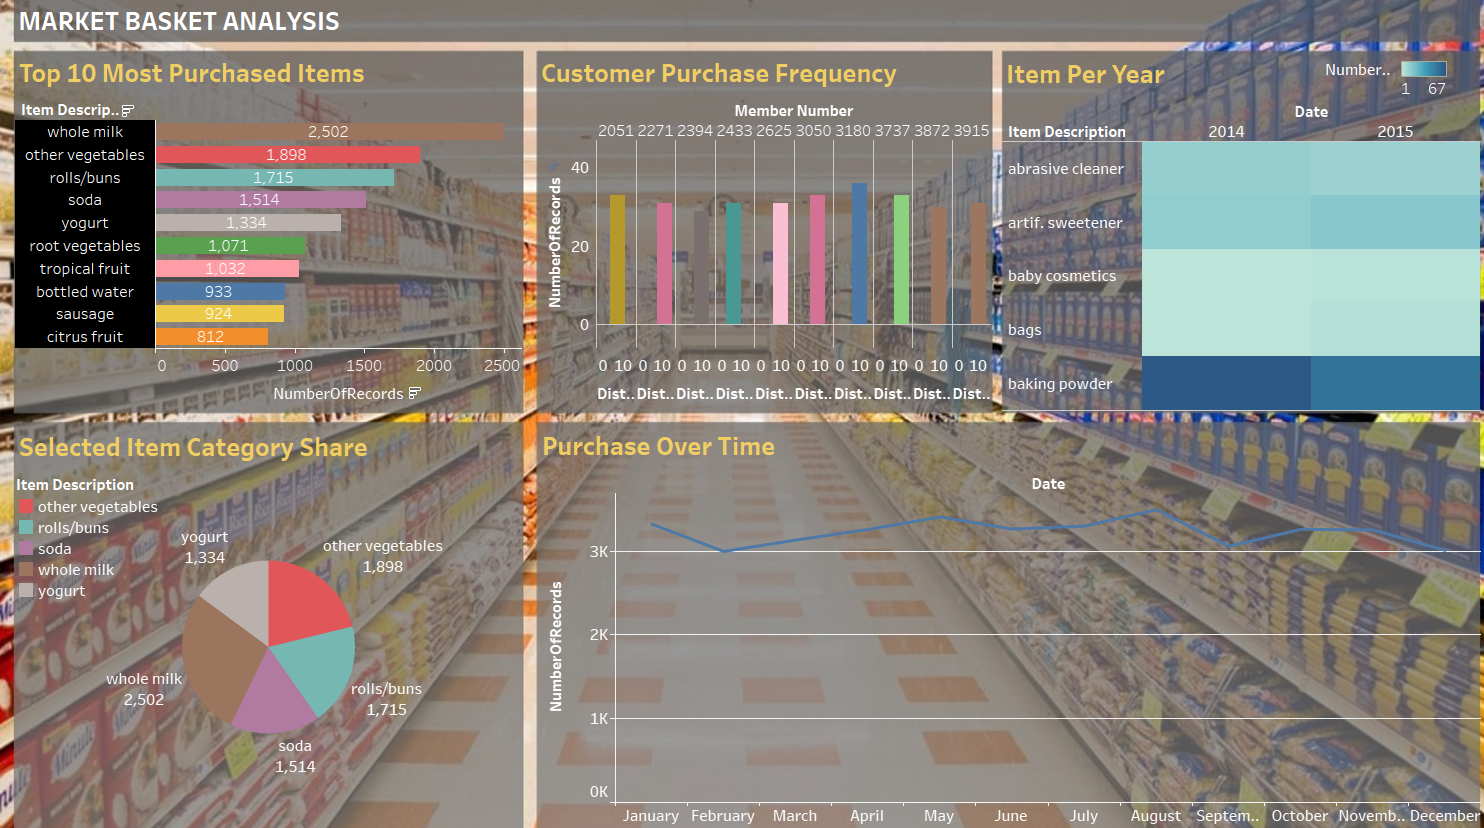 MARKET BASKET ANALYSIS
Top 10 Most Purchased Items
Item Descrip..
whole milk 2,502
other vegetables 1,898
rolls/buns 1,715
soda 1,514
yogurt 1,334
root vegetables 1,071
tropical fruit 1,032
bottled water 933
sausage 924
citrus fruit 812
0 500 1000 1500 2000 2500
NumberOfRecords
Customer Purchase Frequency
Member Number
2051 2271 2394 2433 2625 3050 3180 3737 3872 3915
NumberOfRecords
40
20
0
0 10 0 10 0 10 0 10 0 10 0 10 0 10 0 10 0 10 0 10
Dist.. Dist.. Dist.. Dist.. Dist.. Dist.. Dist.. Dist.. Dist.. Dist..
Item Per Year
Number..
1 67
Date
Item Description 2014 2015
abrasive cleaner
artif. sweetener
baby cosmetics
bags
baking powder
Selected Item Category Share
Item Description
other vegetables
rolls/buns
soda
whole milk
yogurt
yogurt
1,334
other vegetables
1,898
whole milk
2,502
rolls/buns
1,715
soda
1,514
Purchase Over Time
Date
NumberOfRecords
3K
2K
1K
0K
January February March April May June July August Septem.. October Novemb.. December